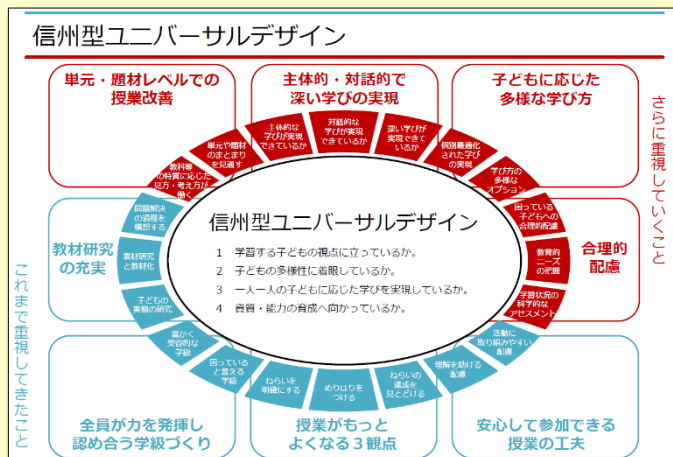 信州型ユニバーサルデザイン
単元・題材レベルでの
授業改善
主体的・対話的で
深い学びの実現
子どもに応じた
多様な学び方
さらに重視していくこと
合理的
配慮
教材研究
の充実
これまで重視してきたこと
全員が力を発揮し
認め合う学級づくり
授業がもっと
よくなる3観点
安心して参加できる
授業の工夫
主体的な
学びが実現
できているか
対話的な
学びが実現
できているか
深い学びが
実現できて
いるか
個別最適化
された学び
の実現
学び方の
多様な
オプション
困っている
子どもへの
合理的配慮
教育的
ニーズの
把握
学習状況の
科学的な
アセスメント
活動に
取り組みやすい
配慮
理解を助ける
配慮
ねらいの
達成を
見とどける
めりはりを
つける
ねらいを
明確にする
困っている
と言える
学級
温かく
受容的な
学級
子どもの
実態の研究
素材研究
と教材化
問題解決
の過程を
構想する
教科等
の特質に応じた
見方・考え方が
働く
単元や題材
のまとまり
を見通す
信州型ユニバーサルデザイン
1 学習する子どもの視点に立っているか。
2 子どもの多様性に着眼しているか。
3 一人一人の子どもに応じた学びを実現しているか。
4 資質・能力の育成へ向かっているか。